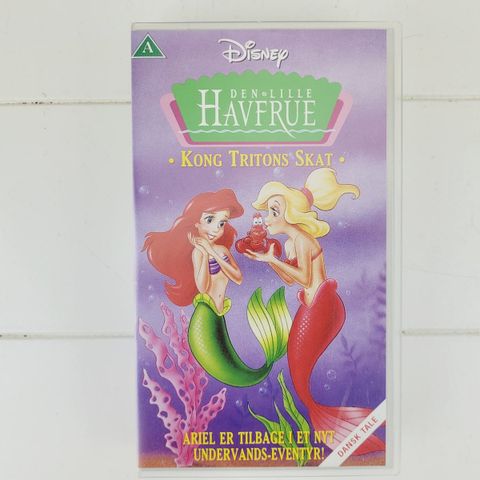 A
Disney
DEN LILLE
HAVFRUE
• KONG TRITONS SKAT •
ARIEL ER TILBAGE I ET NYT
UNDERVANDS-EVENTYR!
DANSK TALE